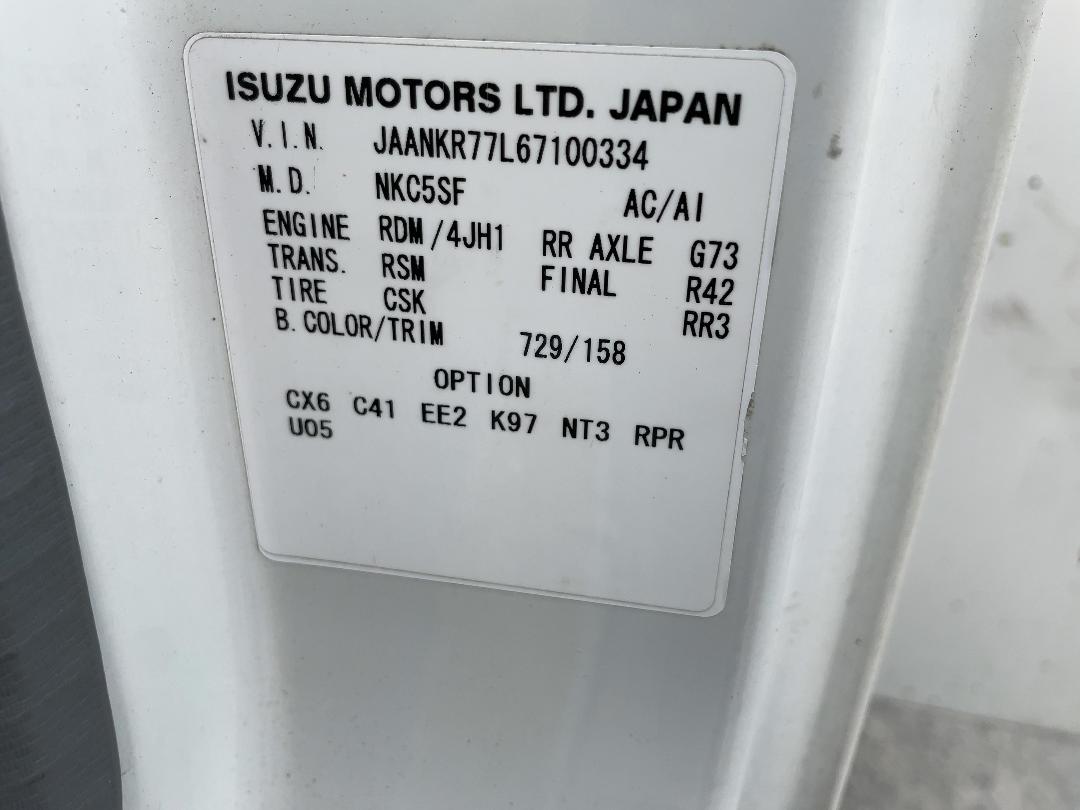 ISUZU MOTORS LTD. JAPAN
V.I.N. JAANKR77L67100334
M.D. NKC5SF AC/AI
ENGINE RDM/4JH1 RR AXLE G73
TRANS. RSM FINAL R42
TIRE CSK RR3
B.COLOR/TRIM 729/158
OPTION
CX6 C41 EE2 K97 NT3 RPR
U05